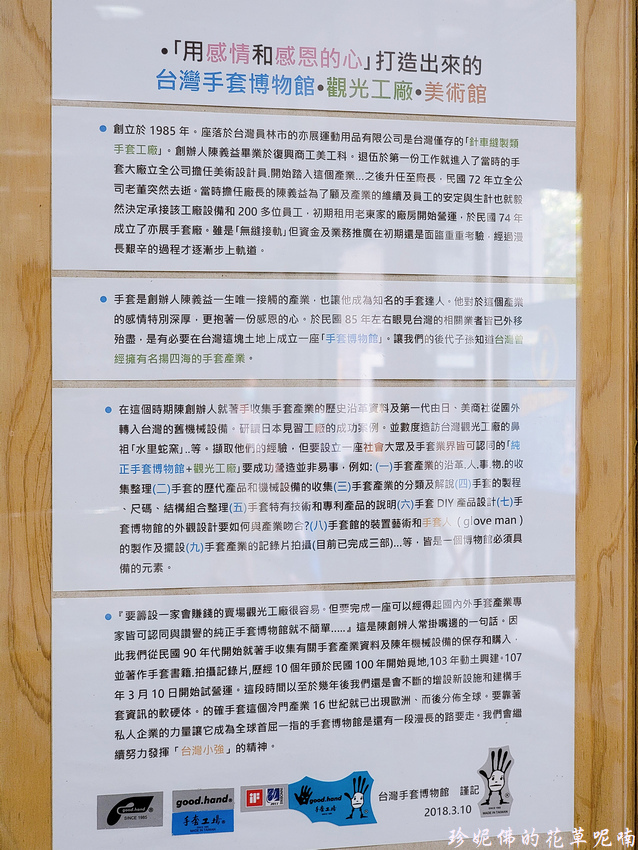 •「用感情和感恩的心」打造出來的
台灣手套博物館•觀光工廠•美術館
● 創立於 1985 年。座落於台灣員林市的亦展運動用品有限公司是台灣僅存的「針車縫製類
手套工廠」。創辦人陳義益畢業於復興商工美工科。退伍於第一份工作就進入了當時的手
套大廠立全公司擔任美術設計員.開始踏入這個產業...之後升任至廠長，民國 72 年立全公
司老董突然去逝。當時擔任廠長的陳義益為了顧及產業的維續及員工的安定與生計也就毅
然決定承接該工廠設備和 200 多位員工，初期租用老東家的廠房開始營運，於民國 74 年
成立了亦展手套廠。雖是「無縫接軌」但資金及業務推廣在初期還是面臨重重考驗，經過漫
長艱辛的過程才逐漸步上軌道。
● 手套是創辦人陳義益一生唯一接觸的產業，也讓他成為知名的手套達人。他對於這個產業
的感情特別深厚，更抱著一份感恩的心。於民國 85 年左右眼見台灣的相關業者皆已外移
殆盡，是有必要在台灣這塊土地上成立一座「手套博物館」。讓我們的後代子孫知道台灣曾
經擁有名揚四海的手套產業。
● 在這個時期陳創辦人就著手收集手套產業的歷史沿革資料及第一代由日、美商社從國外
轉入台灣的舊機械設備。研鑽日本見習工廠的成功案例。並數度造訪台灣觀光工廠的鼻
祖「水里蛇窯」..等。擷取他們的經驗，但要設立一座社會大眾及手套業界皆可認同的「純
正手套博物館+觀光工廠」要成功營造並非易事，例如: (一)手套產業的沿革.人.事.物.的收
集整理(二)手套的歷代產品和機械設備的收集(三)手套產業的分類及解說(四)手套的製程
、尺碼、結構組合整理(五)手套特有技術和專利產品的說明(六)手套 DIY 產品設計(七)手
套博物館的外觀設計要如何與產業吻合?(八)手套館的裝置藝術和手套人（glove man）
的製作及擺設(九)手套產業的記錄片拍攝(目前已完成三部)...等，皆是一個博物館必須具
備的元素。
● 『要籌設一家會賺錢的賣場觀光工廠很容易。但要完成一座可以經得起國內外手套產業專
家皆可認同與讚譽的純正手套博物館就不簡單.....』這是陳創辦人常掛嘴邊的一句話。因
此我們從民國 90 年代開始就著手收集有關手套產業資料及陳年機械設備的保存和購入，
並著作手套書籍.拍攝記錄片,歷經 10 個年頭於民國 100 年開始覓地,103 年動土興建。107
年 3 月 10 日開始試營運。這段時間以至於幾年後我們還是會不斷的增設新設施和建構手
套資訊的軟硬体。的確手套這個冷門產業 16 世紀就已出現歐洲、而後分佈全球。要靠著
私人企業的力量讓它成為全球首屈一指的手套博物館是還有一段漫長的路要走。我們會繼
續努力發揮「台灣小強」的精神。
good.hand
SINCE 1985
good.hand®
手套工場®
MADE IN TAIWAN
iF
good.hand®
手套工場
台灣手套博物館　謹記
2018.3.10
MADE IN TAIWAN
珍妮佛的花草呢喃